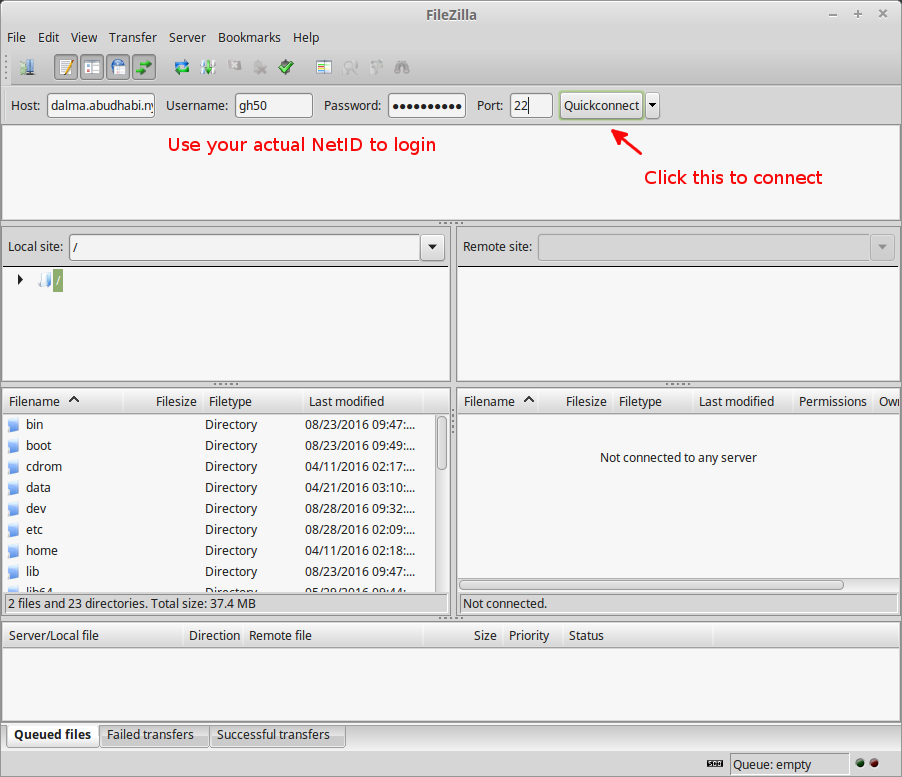 FileZilla
File Edit View Transfer Server Bookmarks Help
Host: dalma.abudhabi.ny Username: gh50 Password: ●●●●●●●●●● Port: 22 Quickconnect
Use your actual NetID to login
Click this to connect
Local site: /
Remote site:
/
Filename Filesize Filetype Last modified
bin Directory 08/23/2016 09:47:...
boot Directory 08/23/2016 09:49:...
cdrom Directory 04/11/2016 02:17:...
data Directory 04/21/2016 03:10:...
dev Directory 08/28/2016 09:32:...
etc Directory 08/28/2016 02:09:...
home Directory 04/11/2016 02:18:...
lib Directory 08/23/2016 09:47:...
lib64 Directory 05/29/2016 09:44:...
2 files and 23 directories. Total size: 37.4 MB
Filename Filesize Filetype Last modified Permissions Own
Not connected to any server
Not connected.
Server/Local file Direction Remote file Size Priority Status
Queued files Failed transfers Successful transfers
Queue: empty